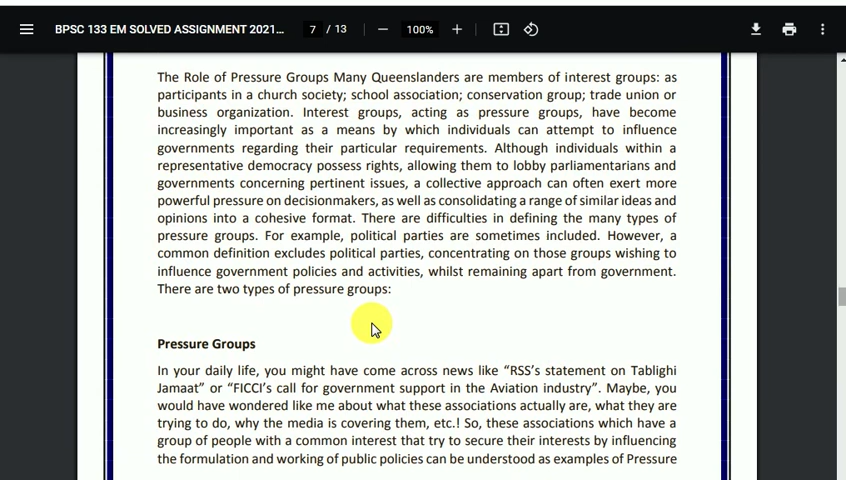 BPSC 133 EM SOLVED ASSIGNMENT 2021... 7 / 13 100%
The Role of Pressure Groups Many Queenslanders are members of interest groups: as
participants in a church society; school association; conservation group; trade union or
business organization. Interest groups, acting as pressure groups, have become
increasingly important as a means by which individuals can attempt to influence
governments regarding their particular requirements. Although individuals within a
representative democracy possess rights, allowing them to lobby parliamentarians and
governments concerning pertinent issues, a collective approach can often exert more
powerful pressure on decisionmakers, as well as consolidating a range of similar ideas and
opinions into a cohesive format. There are difficulties in defining the many types of
pressure groups. For example, political parties are sometimes included. However, a
common definition excludes political parties, concentrating on those groups wishing to
influence government policies and activities, whilst remaining apart from government.
There are two types of pressure groups:
Pressure Groups
In your daily life, you might have come across news like “RSS’s statement on Tablighi
Jamaat” or “FICCI’s call for government support in the Aviation industry”. Maybe, you
would have wondered like me about what these associations actually are, what they are
trying to do, why the media is covering them, etc.! So, these associations which have a
group of people with a common interest that try to secure their interests by influencing
the formulation and working of public policies can be understood as examples of Pressure